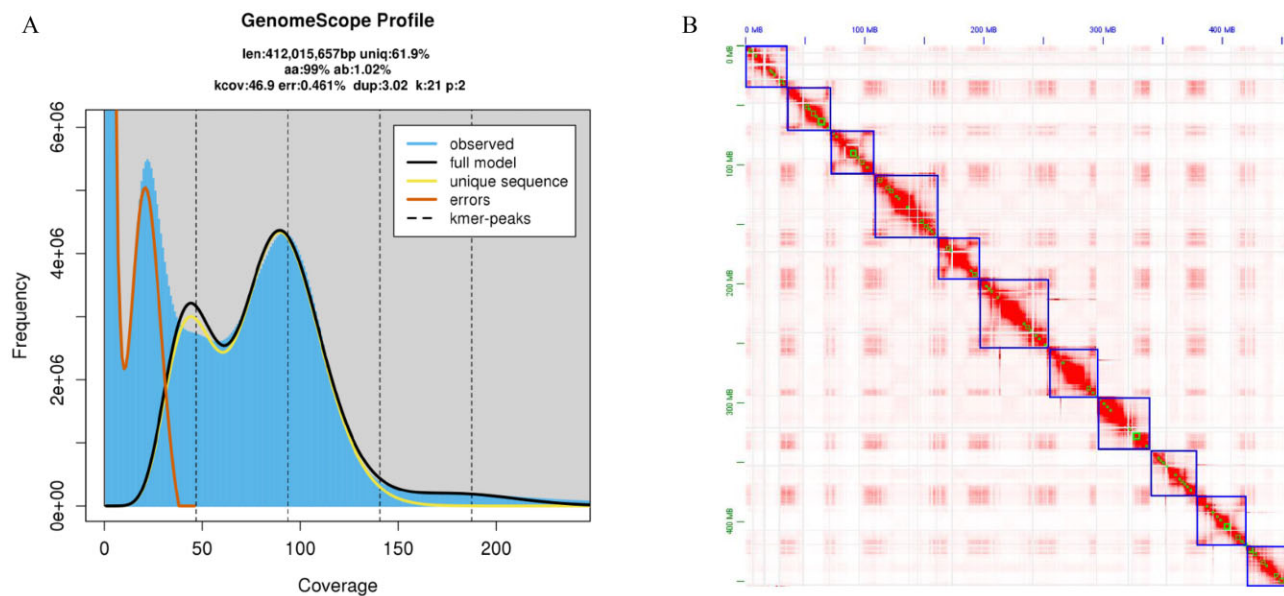 A
GenomeScope Profile
len:412,015,657bp uniq:61.9%
aa:99% ab:1.02%
kcov:46.9 err:0.461% dup:3.02 k:21 p:2
observed
full model
unique sequence
errors
kmer-peaks
Frequency
6e+06
4e+06
2e+06
0e+00
0 50 100 150 200
Coverage
B
0 MB 100 MB 200 MB 300 MB 400 MB
0 MB
100 MB
200 MB
300 MB
400 MB